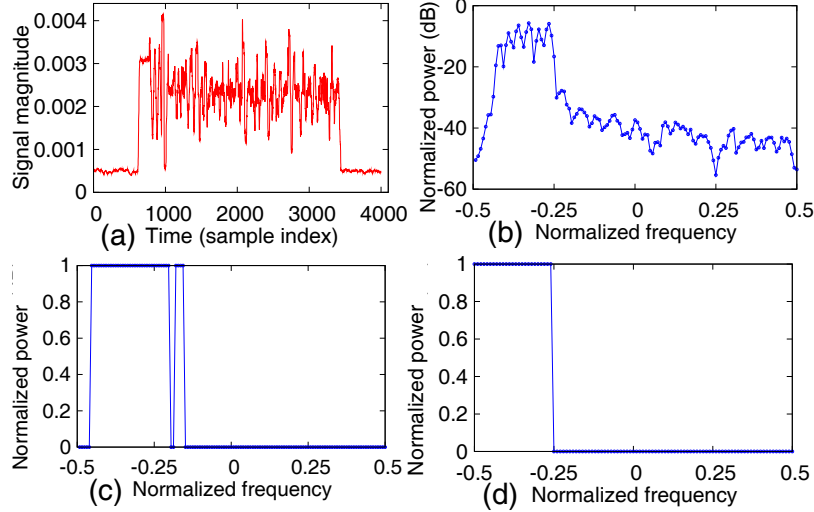 0.004
0.003
0.002
0.001
0
Signal magnitude
0 1000 2000 3000 4000
(a) Time (sample index)
0
-20
-40
-60
Normalized power (dB)
-0.5 -0.25 0 0.25 0.5
(b) Normalized frequency
1
0.8
0.6
0.4
0.2
0
Normalized power
-0.5 -0.25 0 0.25 0.5
(c) Normalized frequency
1
0.8
0.6
0.4
0.2
0
Normalized power
-0.5 -0.25 0 0.25 0.5
(d) Normalized frequency